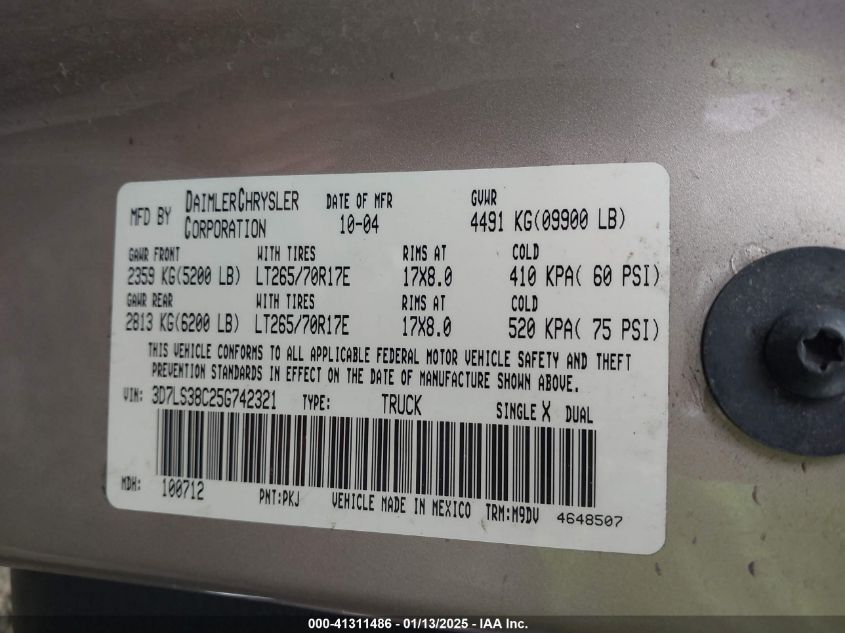 MFD BY DAIMLERCHRYSLER CORPORATION DATE OF MFR 10-04 GVWR 4491 KG(09900 LB)
GAWR FRONT WITH TIRES RIMS AT COLD
2359 KG(5200 LB) LT265/70R17E 17X8.0 410 KPA( 60 PSI)
GAWR REAR WITH TIRES RIMS AT COLD
2813 KG(6200 LB) LT265/70R17E 17X8.0 520 KPA( 75 PSI)
THIS VEHICLE CONFORMS TO ALL APPLICABLE FEDERAL MOTOR VEHICLE SAFETY AND THEFT
PREVENTION STANDARDS IN EFFECT ON THE DATE OF MANUFACTURE SHOWN ABOVE.
VIN: 3D7LS38C25G742321 TYPE: TRUCK SINGLE X DUAL
MDH: 100712 PNT:PKJ VEHICLE MADE IN MEXICO TRM:M9DV 4648507
000-41311486 - 01/13/2025 - IAA Inc.